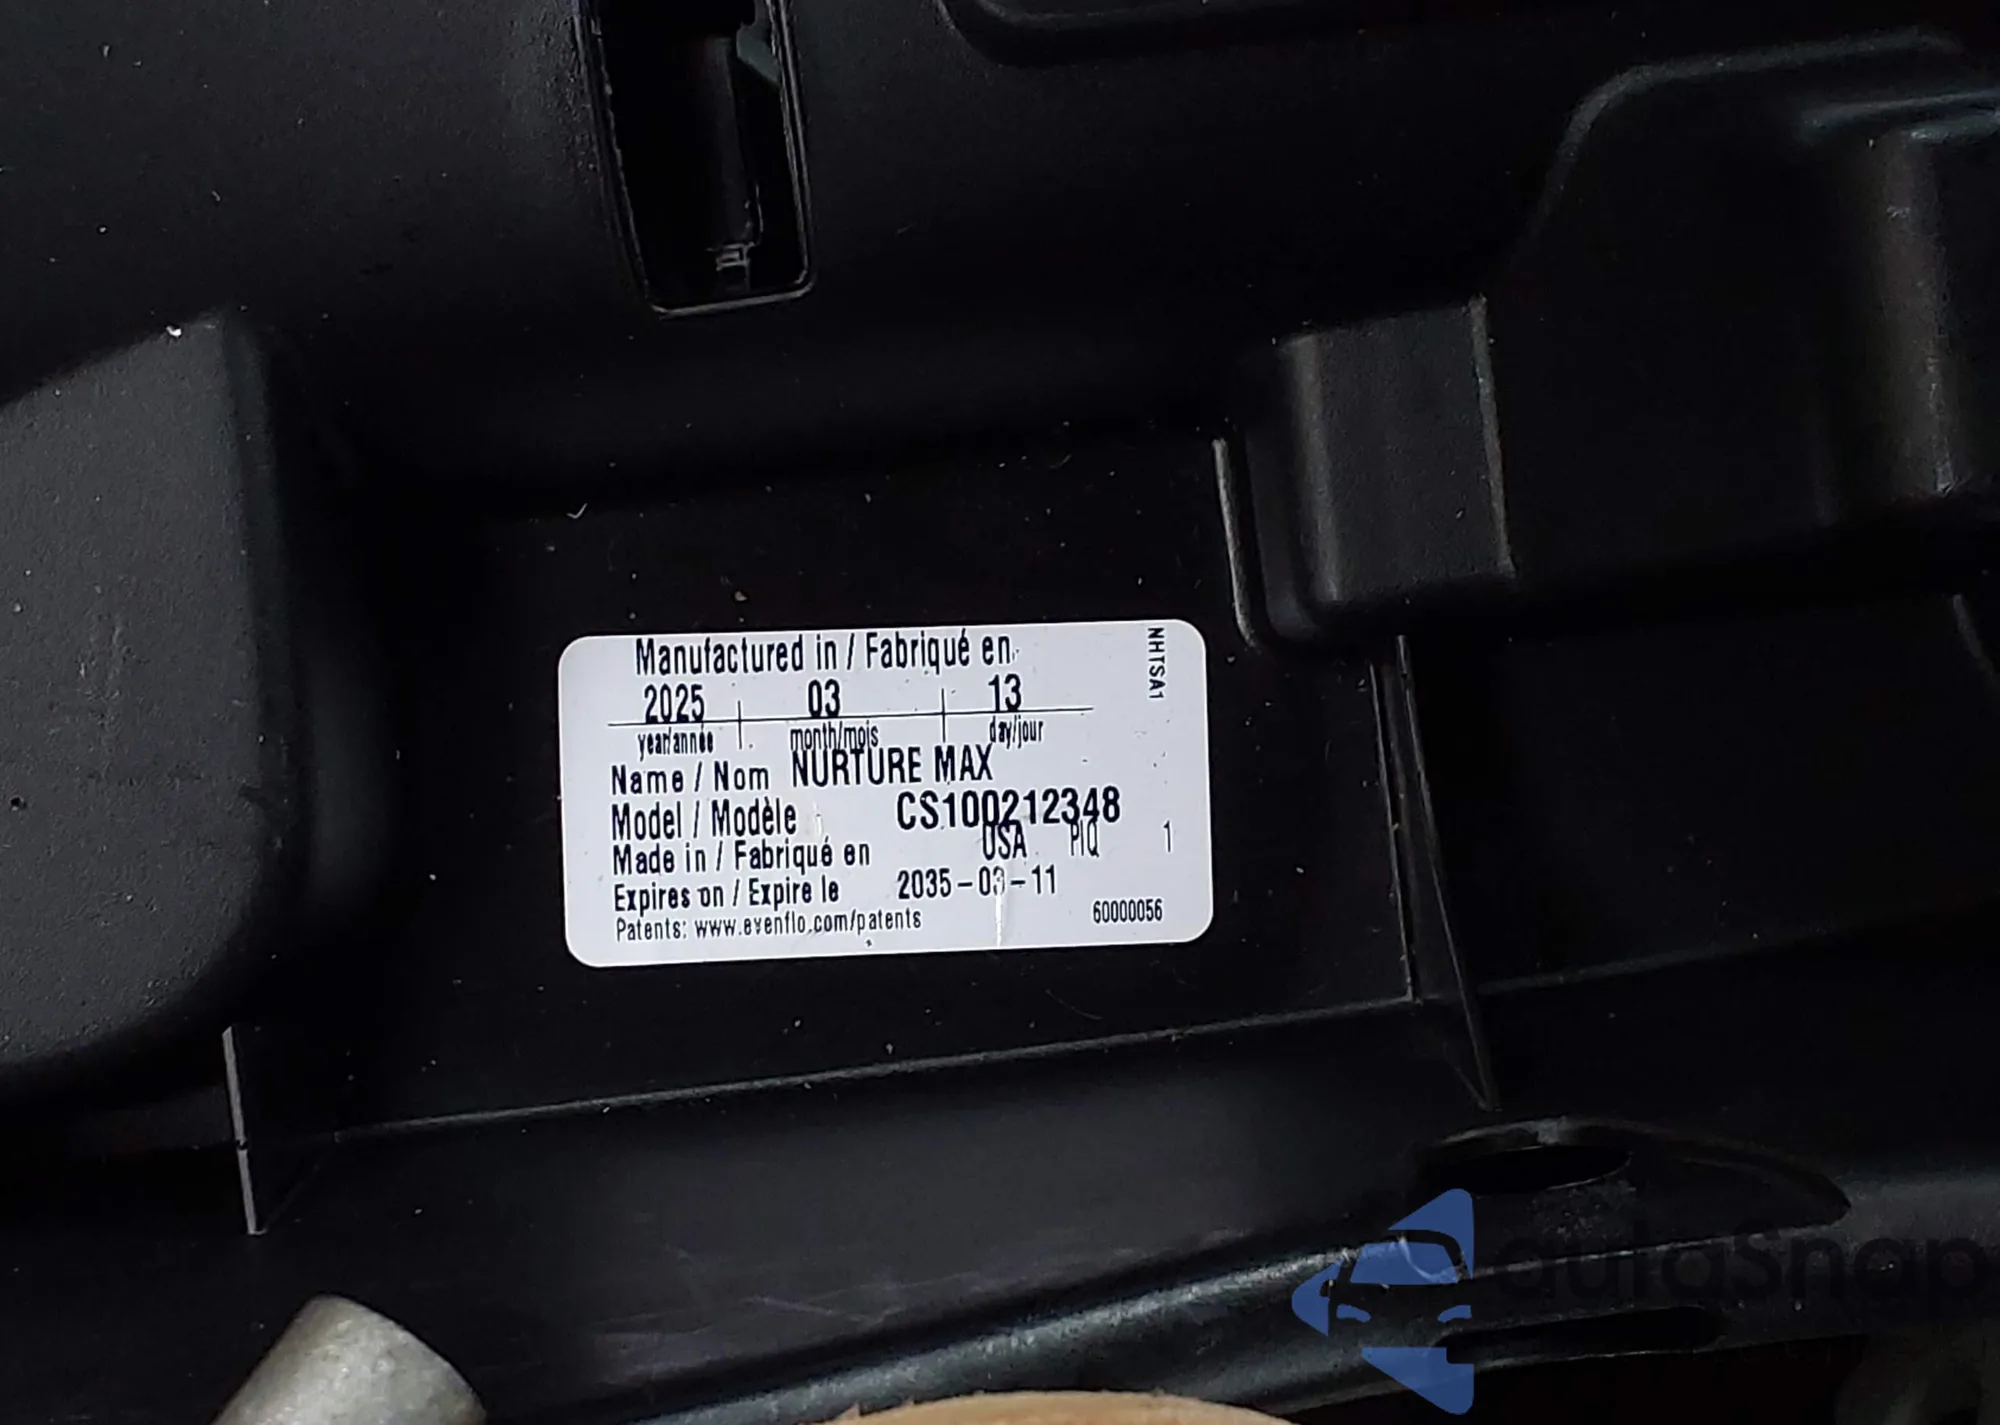 Manufactured in / Fabriqué en
NHTSA1
2025 03 13
year/année month/mois day/jour
Name / Nom NURTURE MAX
Model / Modèle CS100212348
Made in / Fabriqué en USA PIQ 1
Expires on / Expire le 2035-03-11
Patents: www.evenflo.com/patents 60000056
autaSnap